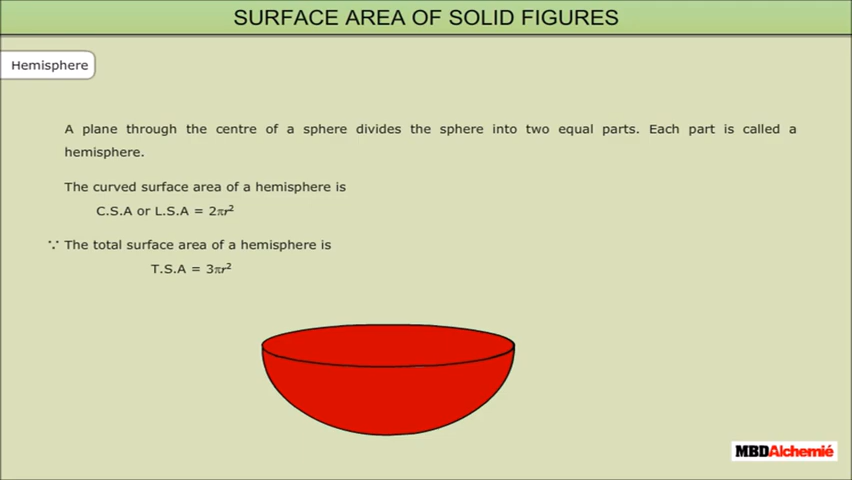 SURFACE AREA OF SOLID FIGURES
Hemisphere
A plane through the centre of a sphere divides the sphere into two equal parts. Each part is called a
hemisphere.
The curved surface area of a hemisphere is
C.S.A or L.S.A = 2πr²
∵ The total surface area of a hemisphere is
T.S.A = 3πr²
MBDAlchemié